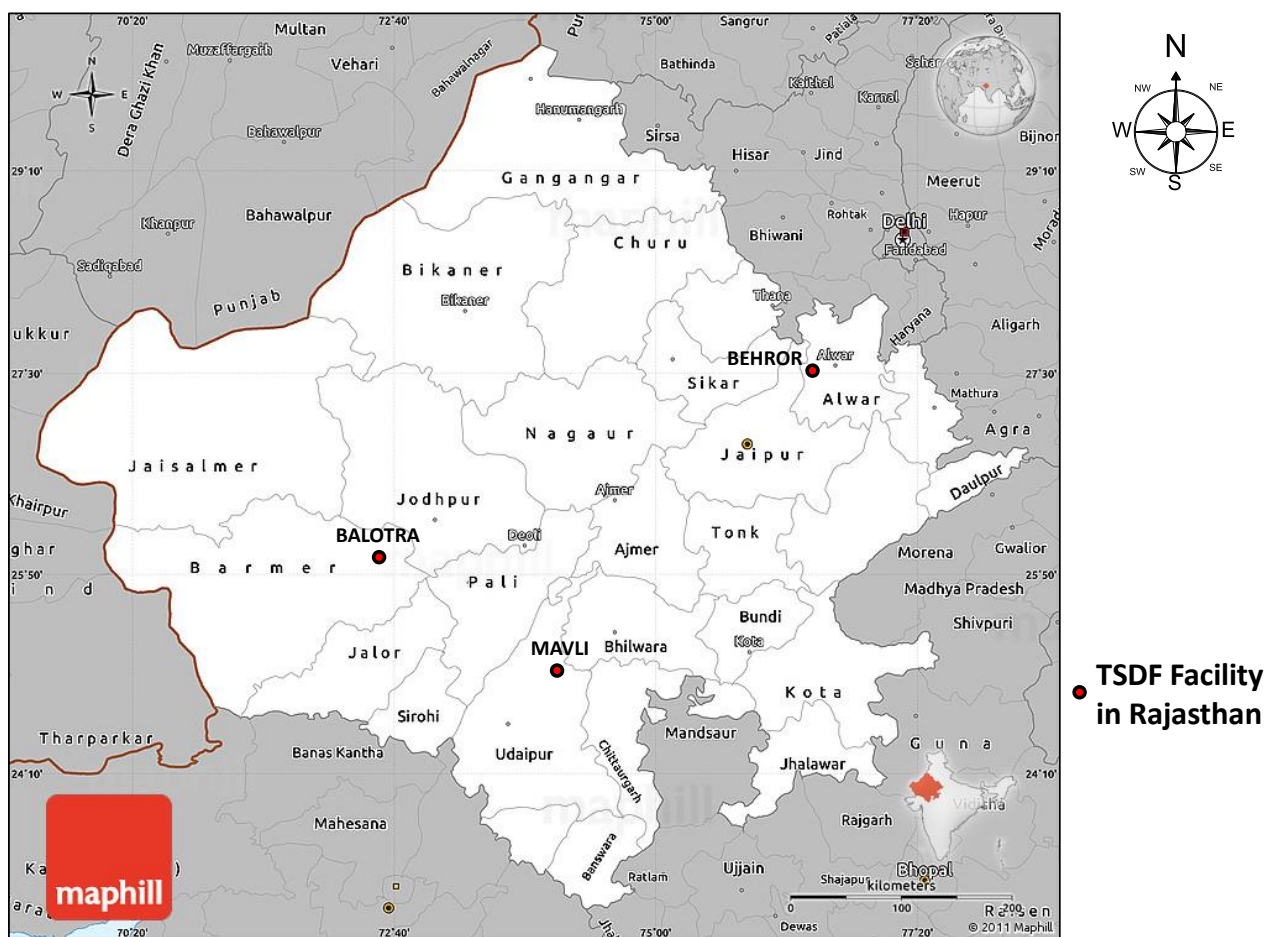 70°20'
72°40'
75°00'
77°20'
Multan
Sangrur
Patiala
Muzaffargarh
Vehari
Bahawalnagar
Bathinda
Kaithal
Karnal
N
W E
S
Dera Ghazi Khan
Hanumangarh
Bahawalpur
Sirsa
Bijnor
Hisar
Jind
29°10'
29°10'
Gangangar
Meerut
Khanpur
Bahawalpur
Rohtak
Delhi
Hapur
Bhiwani
Faridabad
Churu
Sadiqabad
Bikaner
Punjab
Bikaner
Thana
Haryana
Aligarh
ukkur
BEHROR
Alwar
27°30'
27°30'
Sikar
Alwar
Mathura
Agra
Nagaur
Jaipur
Jaisalmer
Daulpur
Khairpur
Jodhpur
Ajmer
BALOTRA
Deoli
Tonk
ghar
Barmer
Ajmer
Morena
Gwalior
25°50'
25°50'
Pali
Madhya Pradesh
ind
Bundi
Shivpuri
MAVLI
Bhilwara
Kota
Jalor
Kota
Sirohi
Mandsaur
Tharparkar
Banas Kantha
Udaipur
Chittaurgarh
Guna
Jhalawar
24°10'
24°10'
maphill
Vidisha
Mahesana
Rajgarh
Banswara
Ratlam
Ujjain
Shajapur
Bhopal
kilometers
maphill
0 100 200
Raisen
Dewas
© 2011 Maphill
70°20'
72°40'
75°00'
77°20'
N
NW NE
W E
SW SE
S
TSDF Facility
in Rajasthan